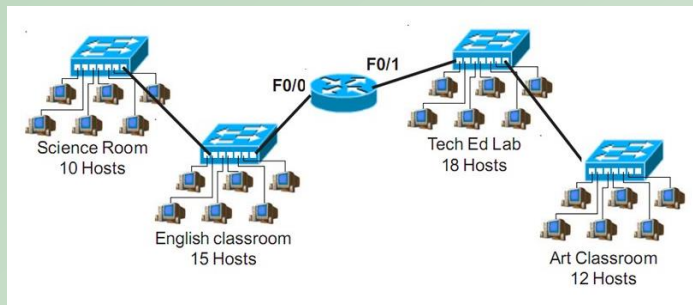 F0/0
F0/1
Science Room
10 Hosts
Tech Ed Lab
18 Hosts
English classroom
15 Hosts
Art Classroom
12 Hosts